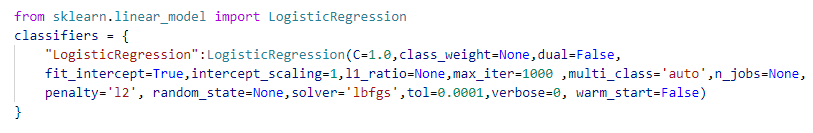 from sklearn.linear_model import LogisticRegression
classifiers = {
    "LogisticRegression":LogisticRegression(C=1.0,class_weight=None,dual=False,
    fit_intercept=True,intercept_scaling=1,l1_ratio=None,max_iter=1000 ,multi_class='auto',n_jobs=None,
    penalty='l2', random_state=None,solver='lbfgs',tol=0.0001,verbose=0, warm_start=False)
}